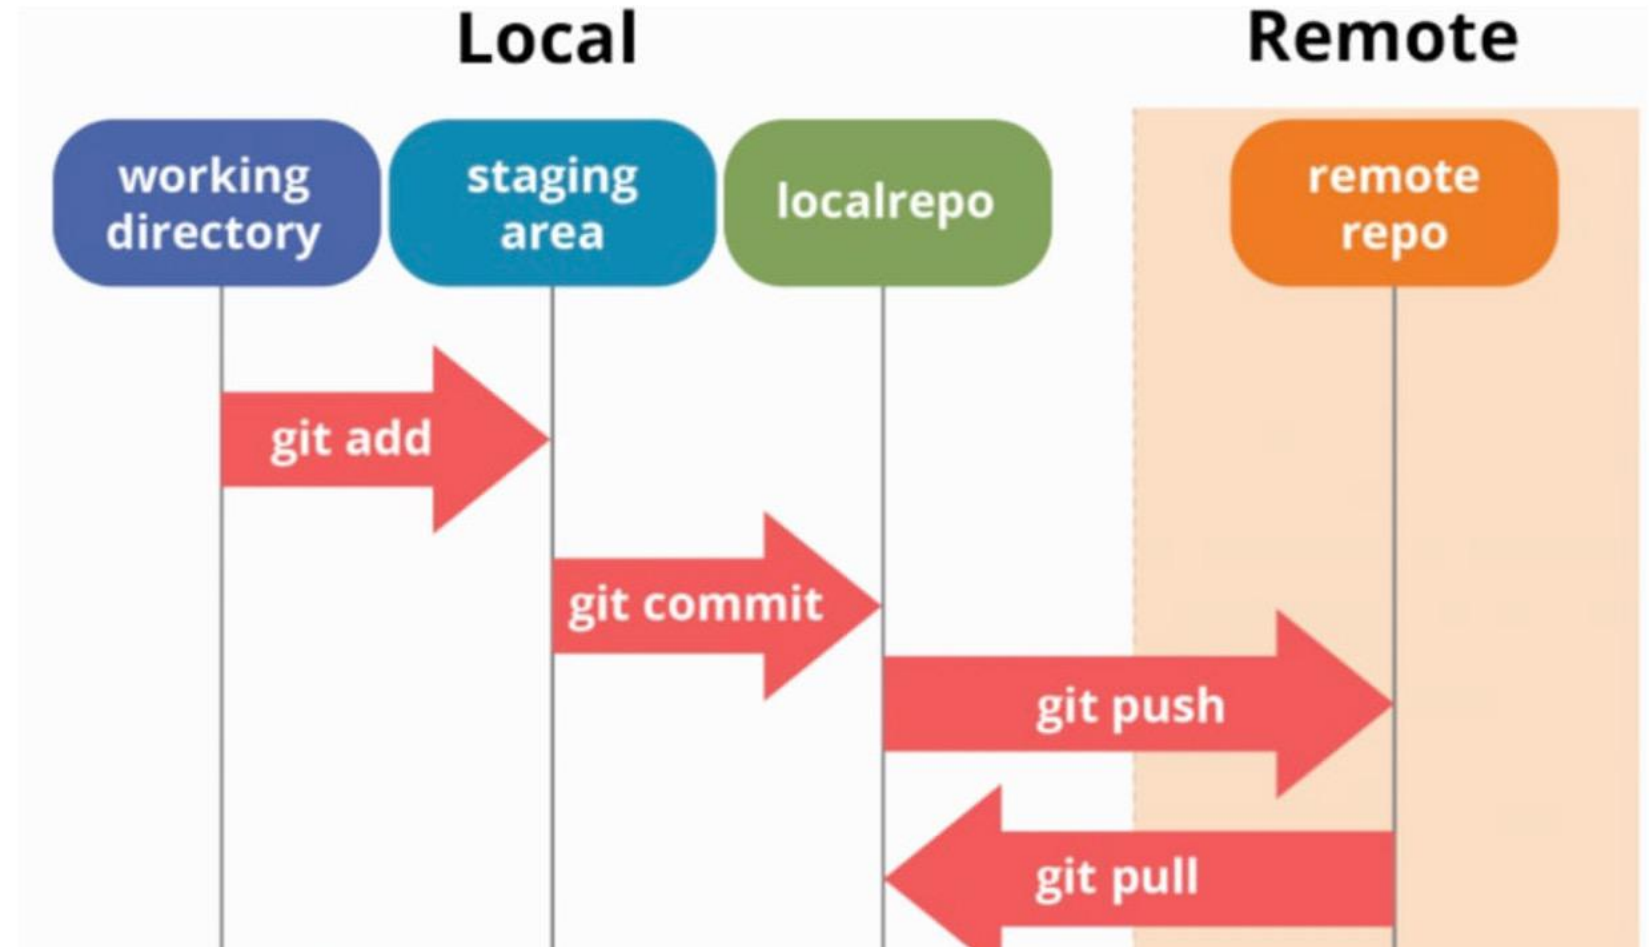 Local
Remote
working
directory
staging
area
localrepo
remote
repo
git add
git commit
git push
git pull